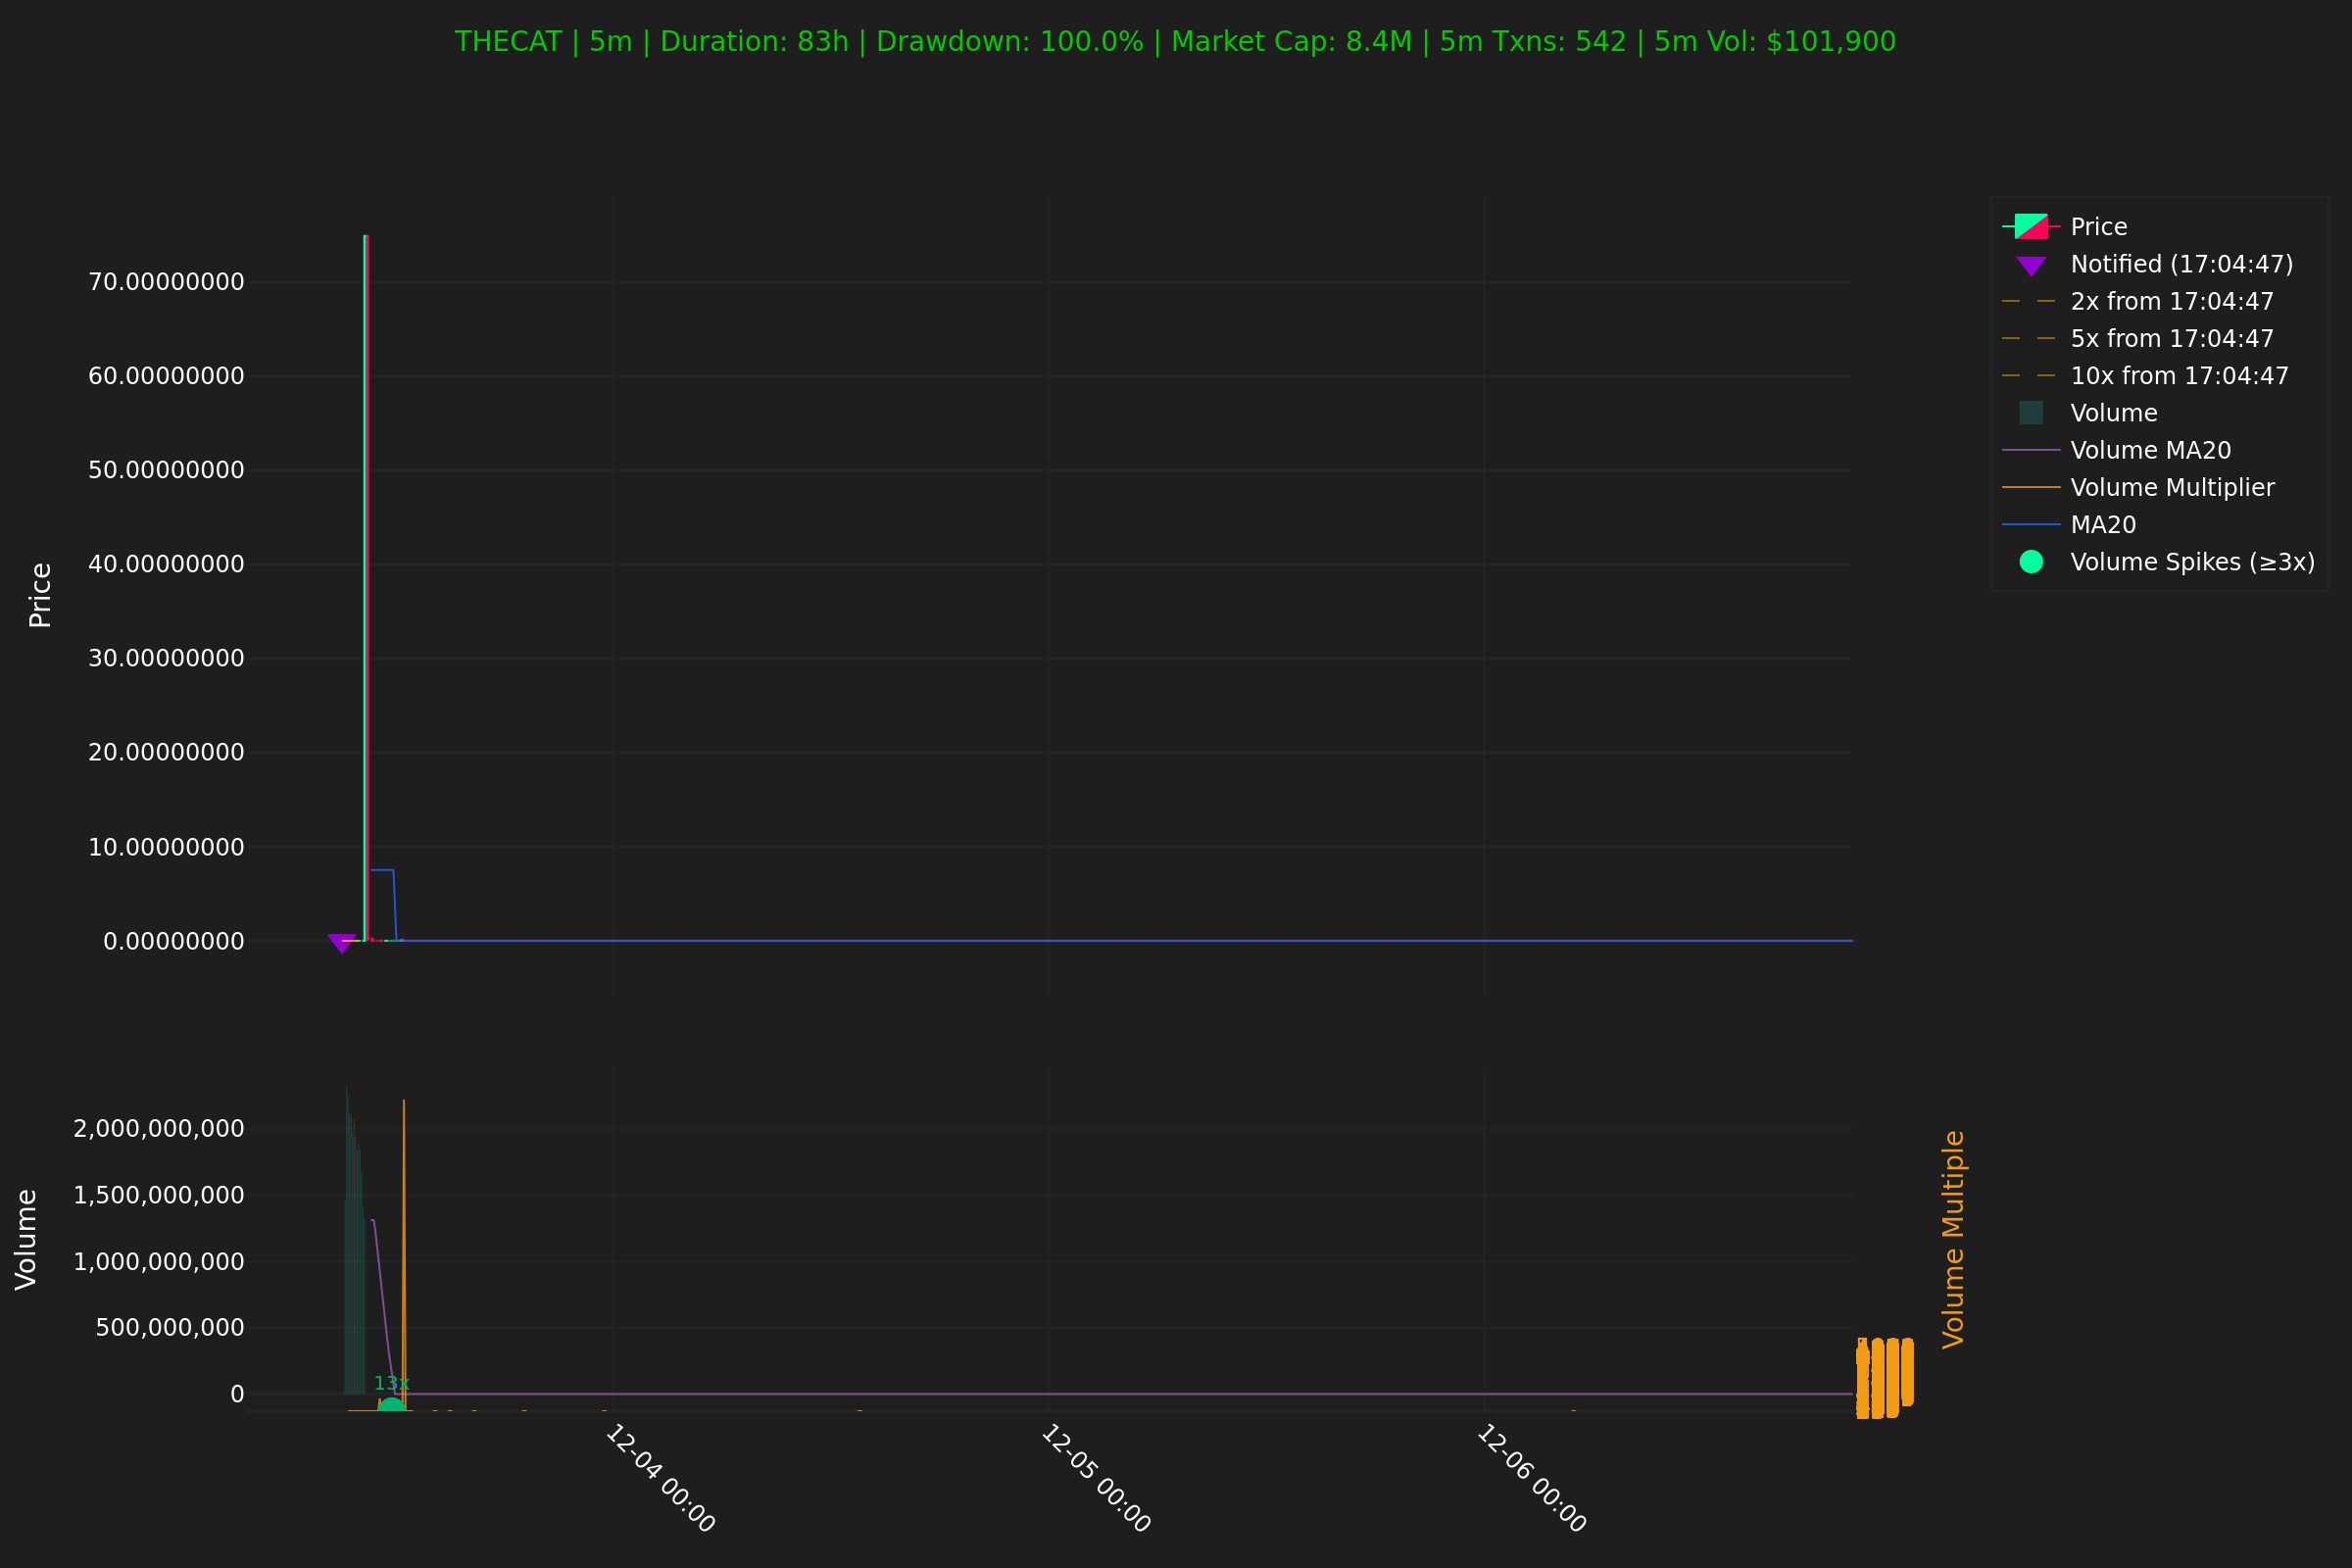 THECAT | 5m | Duration: 83h | Drawdown: 100.0% | Market Cap: 8.4M | 5m Txns: 542 | 5m Vol: $101,900
Price
70.00000000
60.00000000
50.00000000
40.00000000
30.00000000
20.00000000
10.00000000
0.00000000
Price
Notified (17:04:47)
2x from 17:04:47
5x from 17:04:47
10x from 17:04:47
Volume
Volume MA20
Volume Multiplier
MA20
Volume Spikes (≥3x)
Volume
2,000,000,000
1,500,000,000
1,000,000,000
500,000,000
0
13x
Volume Multiple
12-04 00:00
12-05 00:00
12-06 00:00